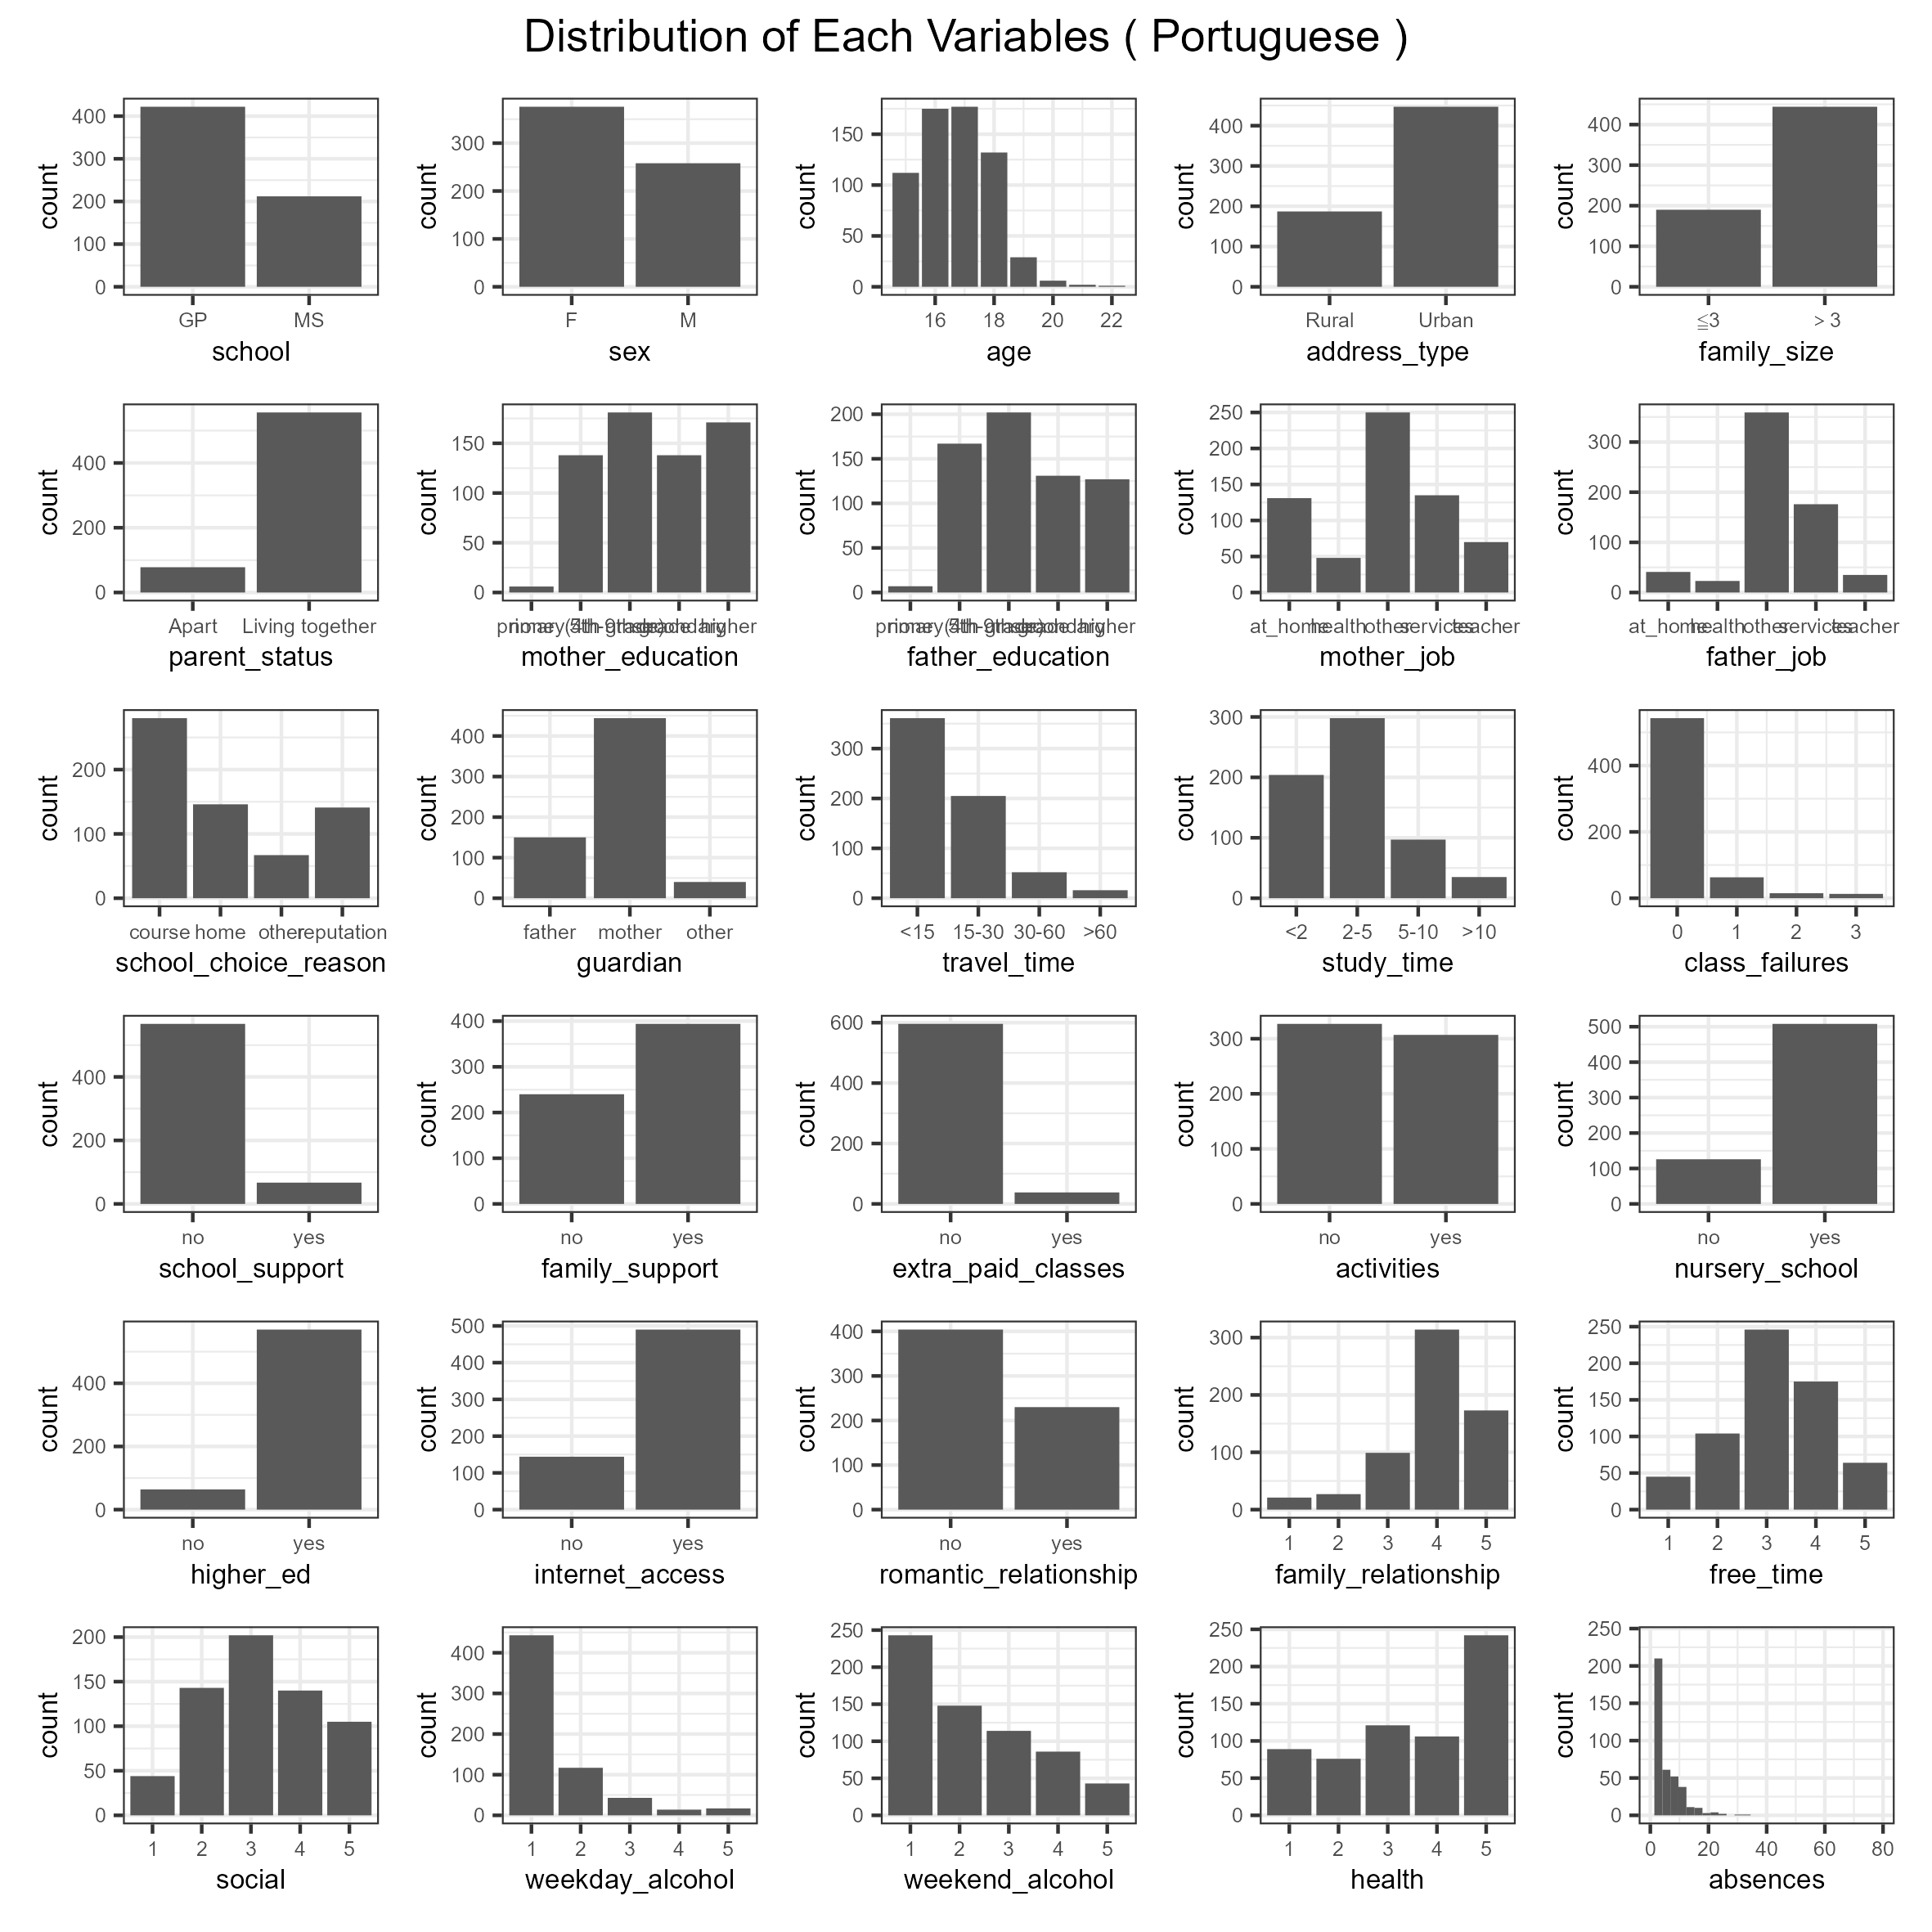 Distribution of Each Variables ( Portuguese )
count
400
300
200
100
0
GP MS
school
count
300
200
100
0
F M
sex
count
150
100
50
0
16 18 20 22
age
count
400
300
200
100
0
Rural Urban
address_type
count
400
300
200
100
0
≦3 > 3
family_size
count
400
200
0
Apart Living together
parent_status
count
150
100
50
0
higher
mother_education
count
200
150
100
50
0
higher
father_education
count
250
200
150
100
50
0
at_home health other services teacher
mother_job
count
300
200
100
0
at_home health other services teacher
father_job
count
200
100
0
course home other reputation
school_choice_reason
count
400
300
200
100
0
father mother other
guardian
count
300
200
100
0
<15 15-30 30-60 >60
travel_time
count
300
200
100
0
<2 2-5 5-10 >10
study_time
count
400
200
0
0 1 2 3
class_failures
count
400
200
0
no yes
school_support
count
400
300
200
100
0
no yes
family_support
count
600
400
200
0
no yes
extra_paid_classes
count
300
200
100
0
no yes
activities
count
500
400
300
200
100
0
no yes
nursery_school
count
400
200
0
no yes
higher_ed
count
500
400
300
200
100
0
no yes
internet_access
count
400
300
200
100
0
no yes
romantic_relationship
count
300
200
100
0
1 2 3 4 5
family_relationship
count
250
200
150
100
50
0
1 2 3 4 5
free_time
count
200
150
100
50
0
1 2 3 4 5
social
count
400
300
200
100
0
1 2 3 4 5
weekday_alcohol
count
250
200
150
100
50
0
1 2 3 4 5
weekend_alcohol
count
250
200
150
100
50
0
1 2 3 4 5
health
count
250
200
150
100
50
0
0 20 40 60 80
absences